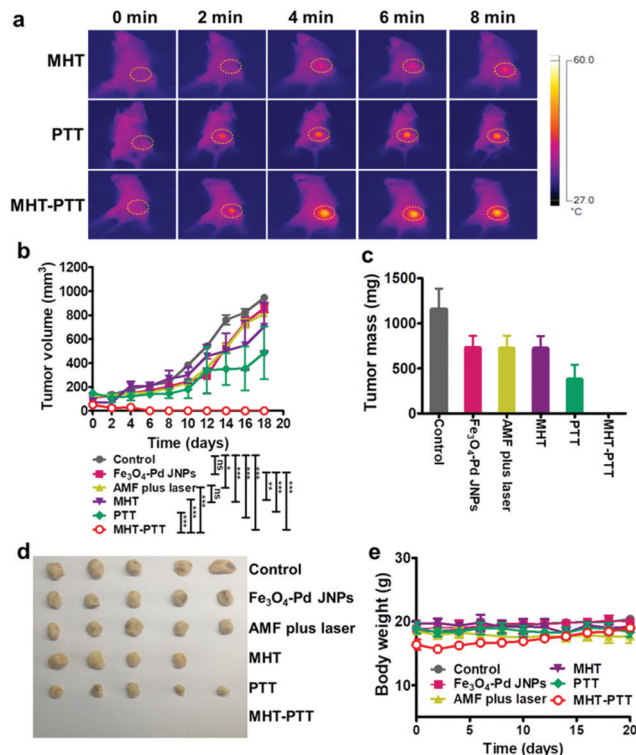 a
0 min 2 min 4 min 6 min 8 min
MHT
PTT
MHT-PTT
60.0
27.0
°C
b
Tumor volume (mm³)
1200
1000
800
600
400
200
0
0 2 4 6 8 10 12 14 16 18 20
Time (days)
Control
Fe₃O₄-Pd JNPs
AMF plus laser
MHT
PTT
MHT-PTT
ns
ns
c
Tumor mass (mg)
1500
1000
500
0
Control
Fe₃O₄-Pd JNPs
AMF plus laser
MHT
PTT
MHT-PTT
d
Control
Fe₃O₄-Pd JNPs
AMF plus laser
MHT
PTT
MHT-PTT
e
Body weight (g)
30
20
10
Control MHT
Fe₃O₄-Pd JNPs PTT
AMF plus laser MHT-PTT
0 5 10 15 20
Time (days)